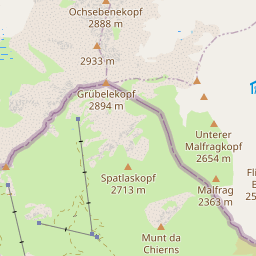 Ochsebenekopf
2888 m
2933 m
Grübelekopf
2894 m
Unterer
Malfragkopf
2654 m
Spatlaskopf
2713 m
Malfrag
2363 m
Munt da
Chierns